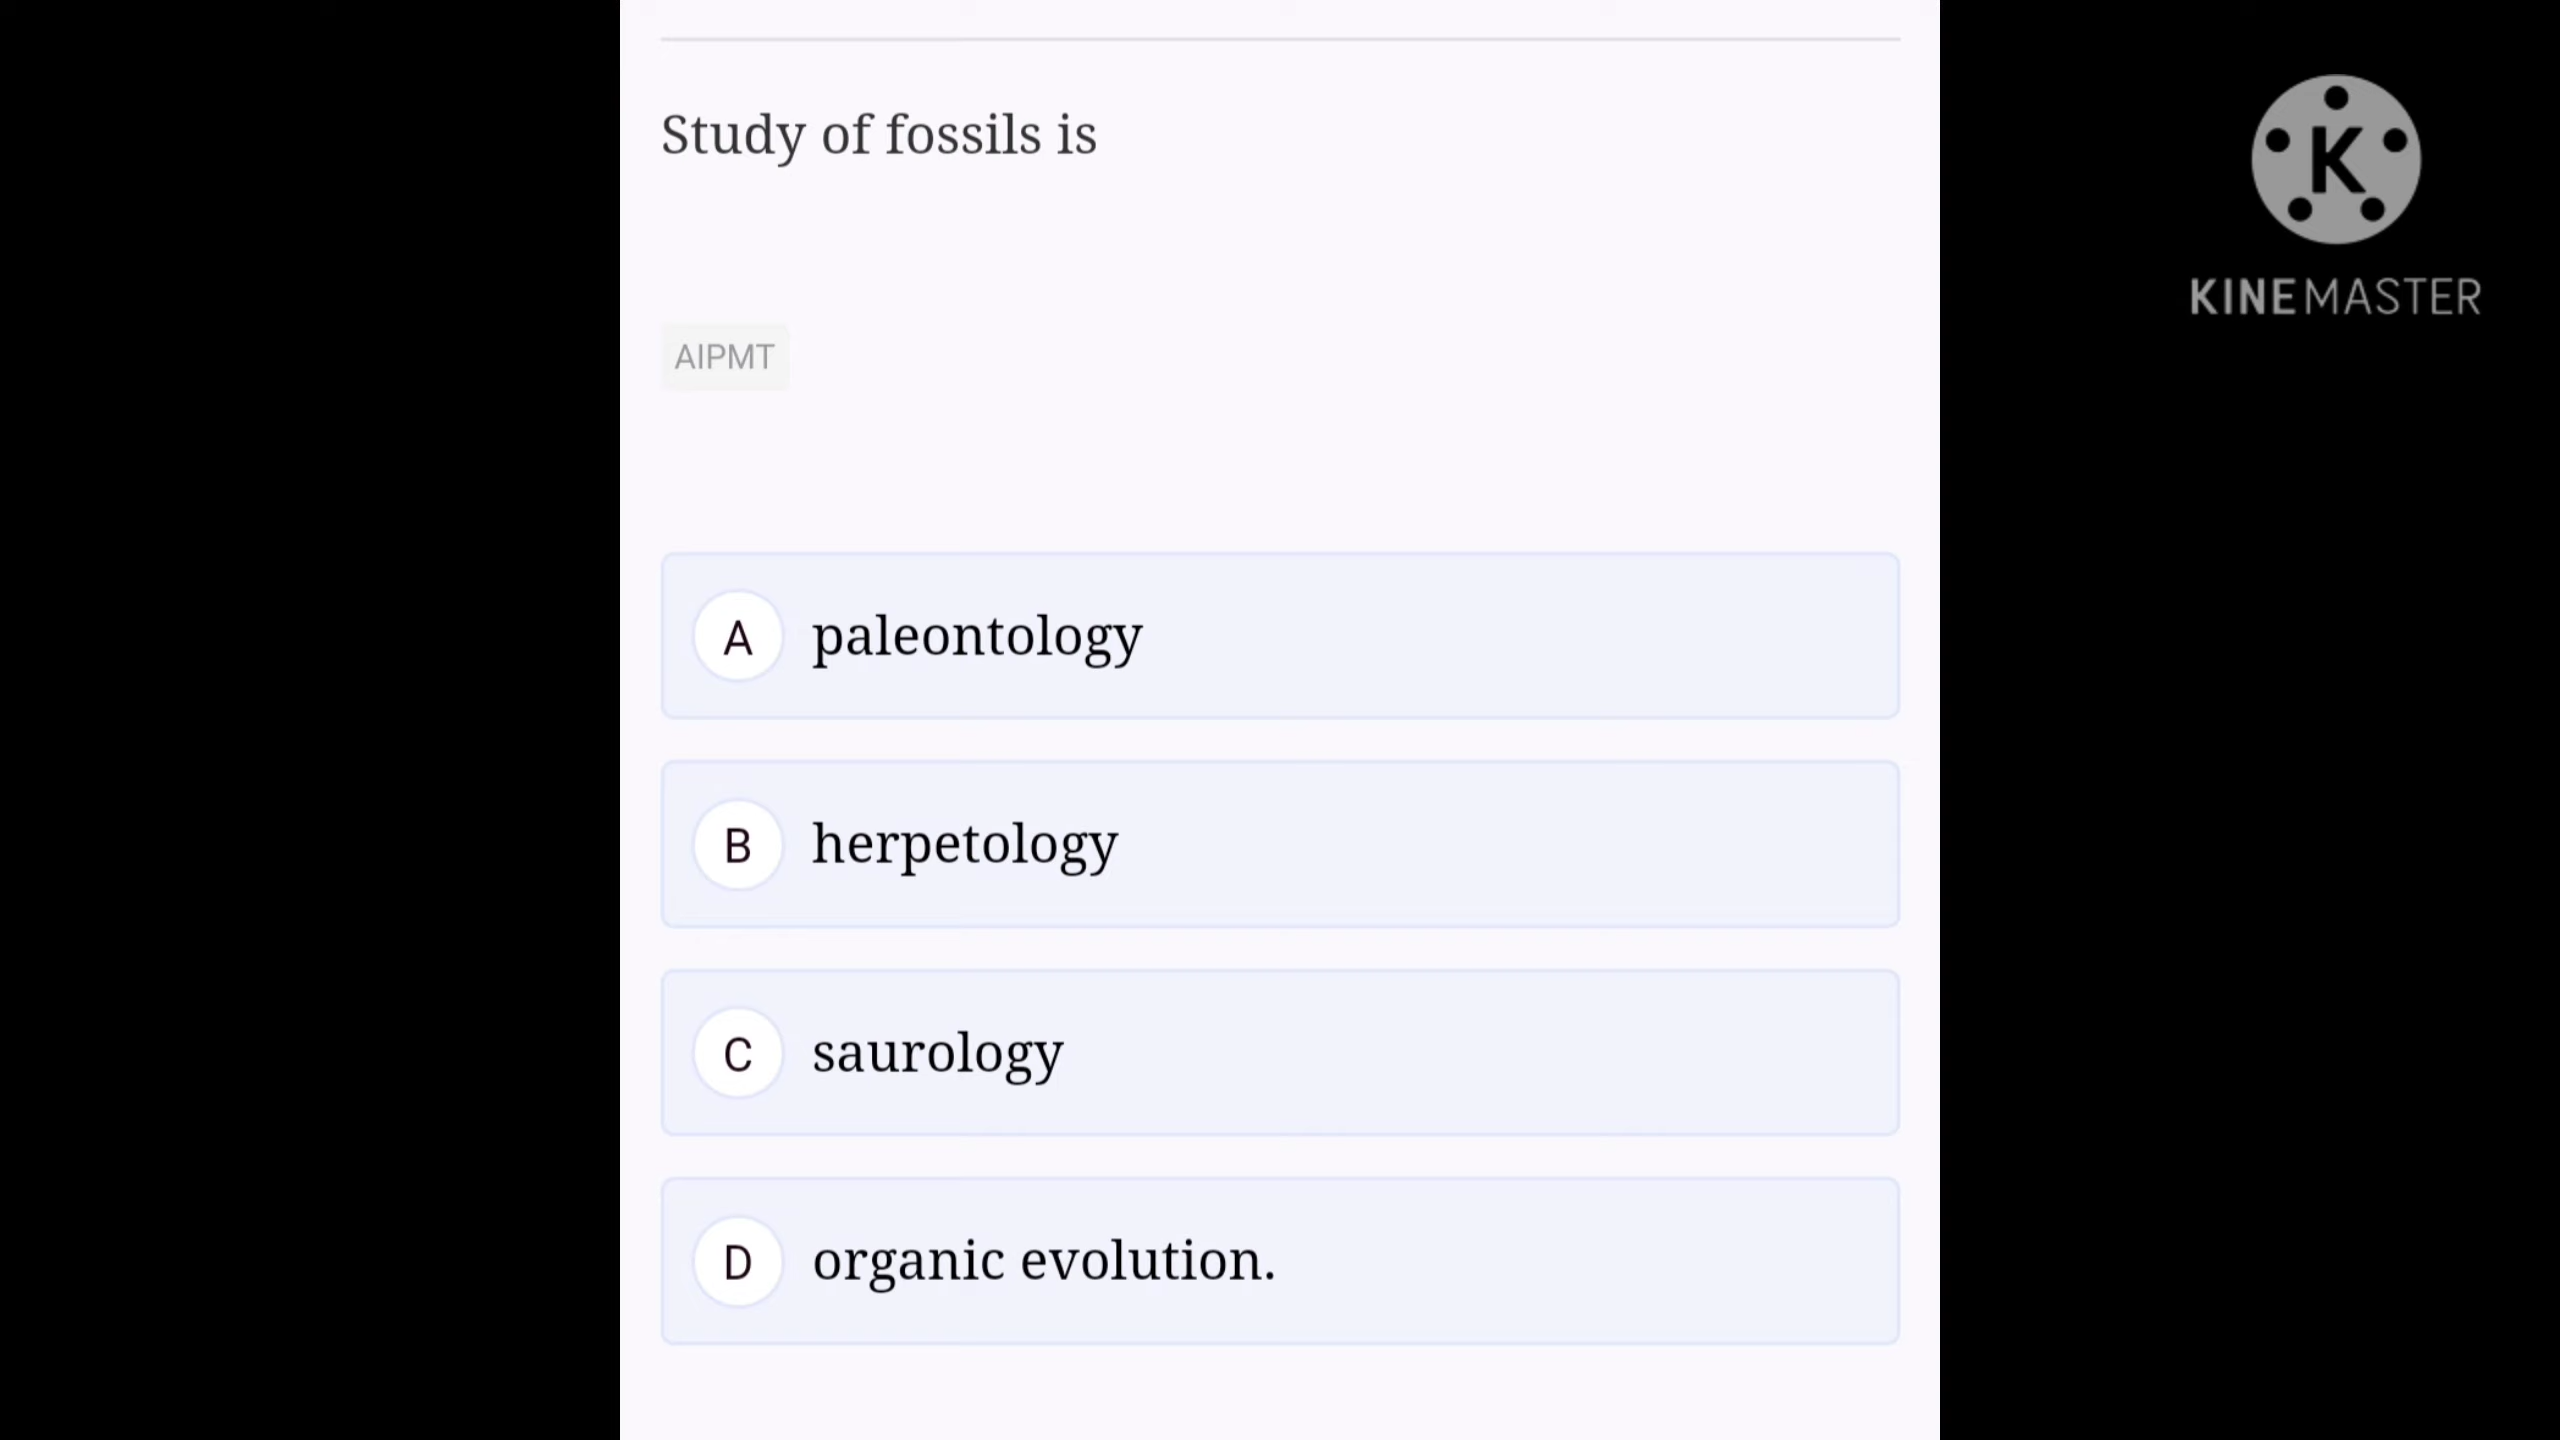 Study of fossils is
K
KINEMASTER
AIPMT
A paleontology
B herpetology
C saurology
D organic evolution.